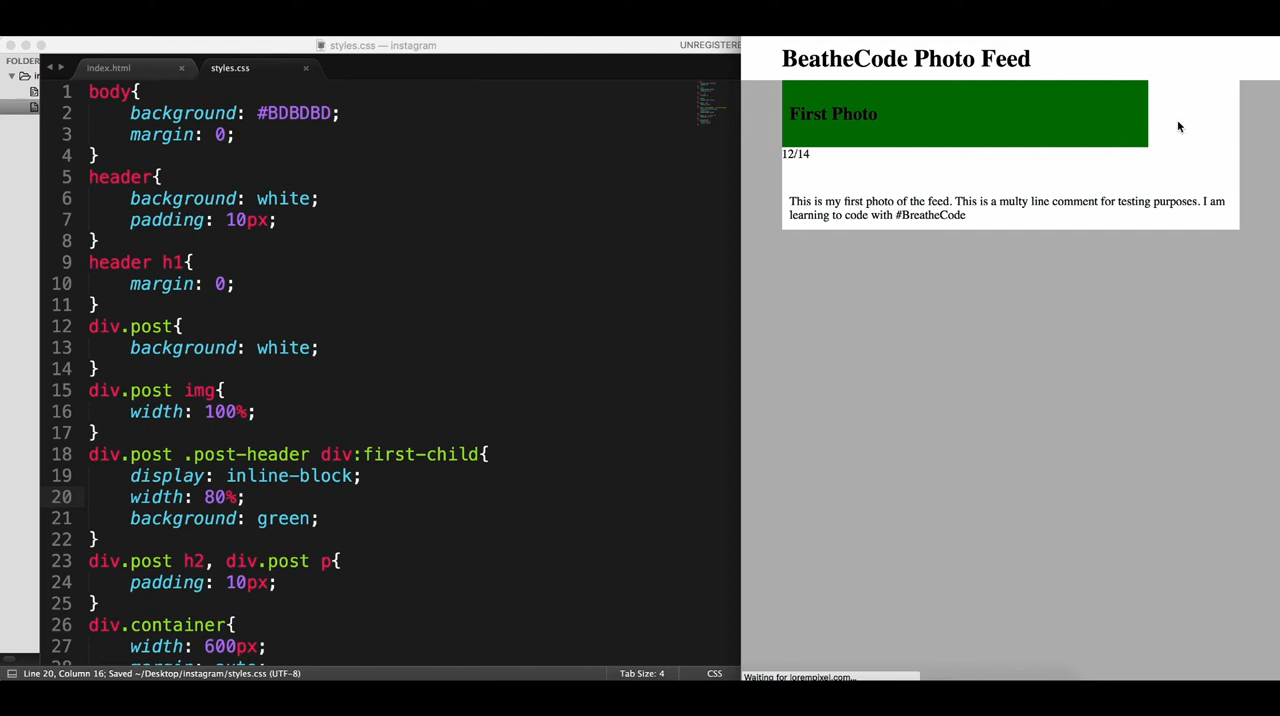 styles.css — instagram
UNREGISTERE
FOLDER
index.html
styles.css
1 body{
2 background: #BDBDBD;
3 margin: 0;
4 }
5 header{
6 background: white;
7 padding: 10px;
8 }
9 header h1{
10 margin: 0;
11 }
12 div.post{
13 background: white;
14 }
15 div.post img{
16 width: 100%;
17 }
18 div.post .post-header div:first-child{
19 display: inline-block;
20 width: 80%;
21 background: green;
22 }
23 div.post h2, div.post p{
24 padding: 10px;
25 }
26 div.container{
27 width: 600px;
Line 20, Column 16; Saved ~/Desktop/instagram/styles.css (UTF-8)
Tab Size: 4
CSS
BeatheCode Photo Feed
First Photo
12/14
This is my first photo of the feed. This is a multy line comment for testing purposes. I am
learning to code with #BreatheCode
Waiting for lorempixel.com...